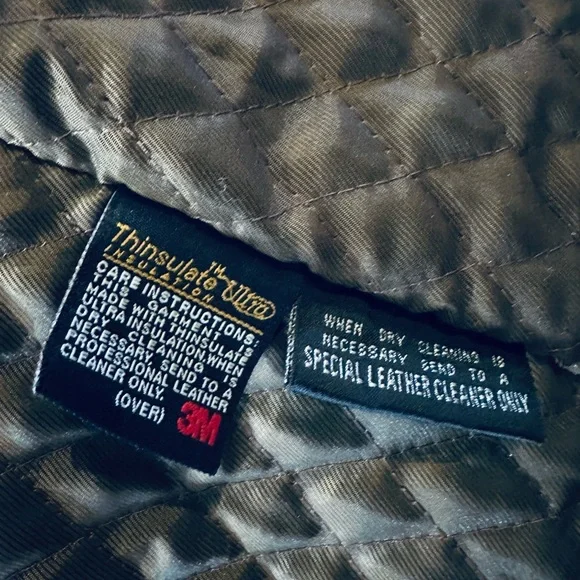 Thinsulate™ Ultra
INSULATION
CARE INSTRUCTIONS:
THIS GARMENT
MADE WITH THINSULATE
ULTRA INSULATION. WHEN
DRY CLEANING IS
NECESSARY, SEND TO A
PROFESSIONAL LEATHER
CLEANER ONLY.
(OVER) 3M
WHEN DRY CLEANING IS
NECESSARY SEND TO A
SPECIAL LEATHER CLEANER ONLY